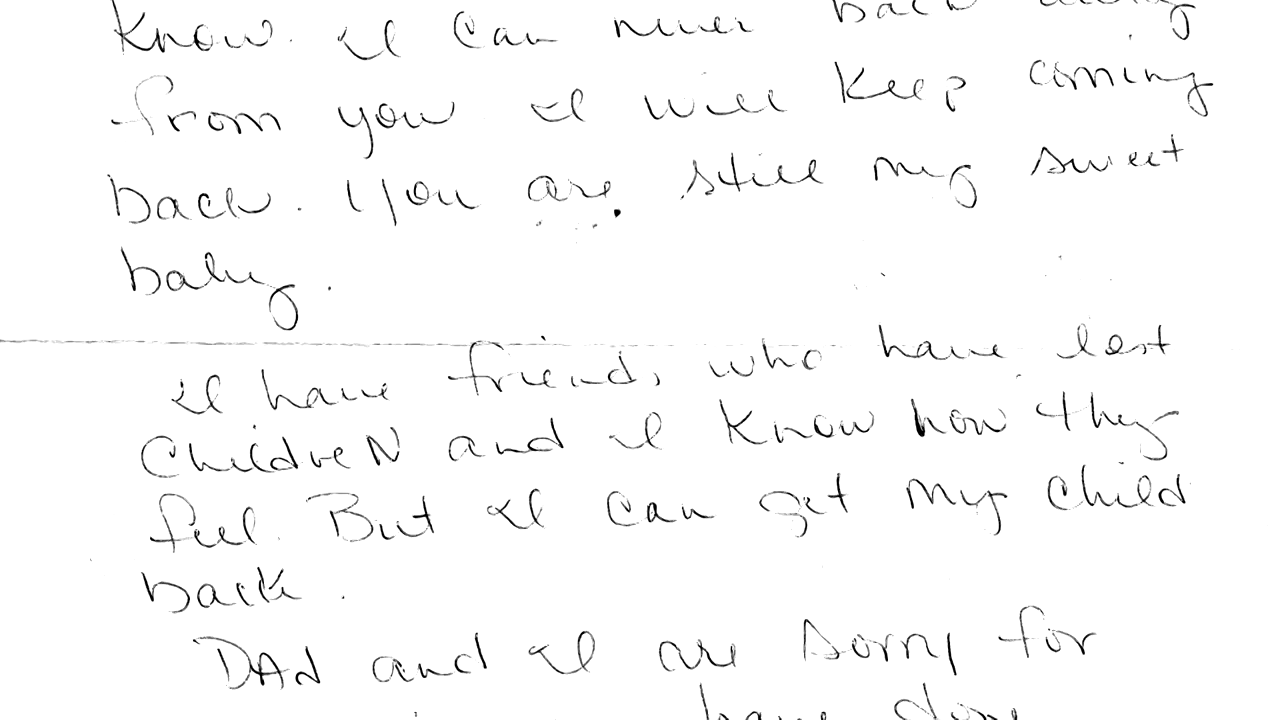 Know. I Can never back away
from you I will Keep coming
back. You are still my sweet
baby.
I have friends who have lost
Children and I Know how they
feel. But I Can get my Child
back.
DAd and I are sorry for
have done